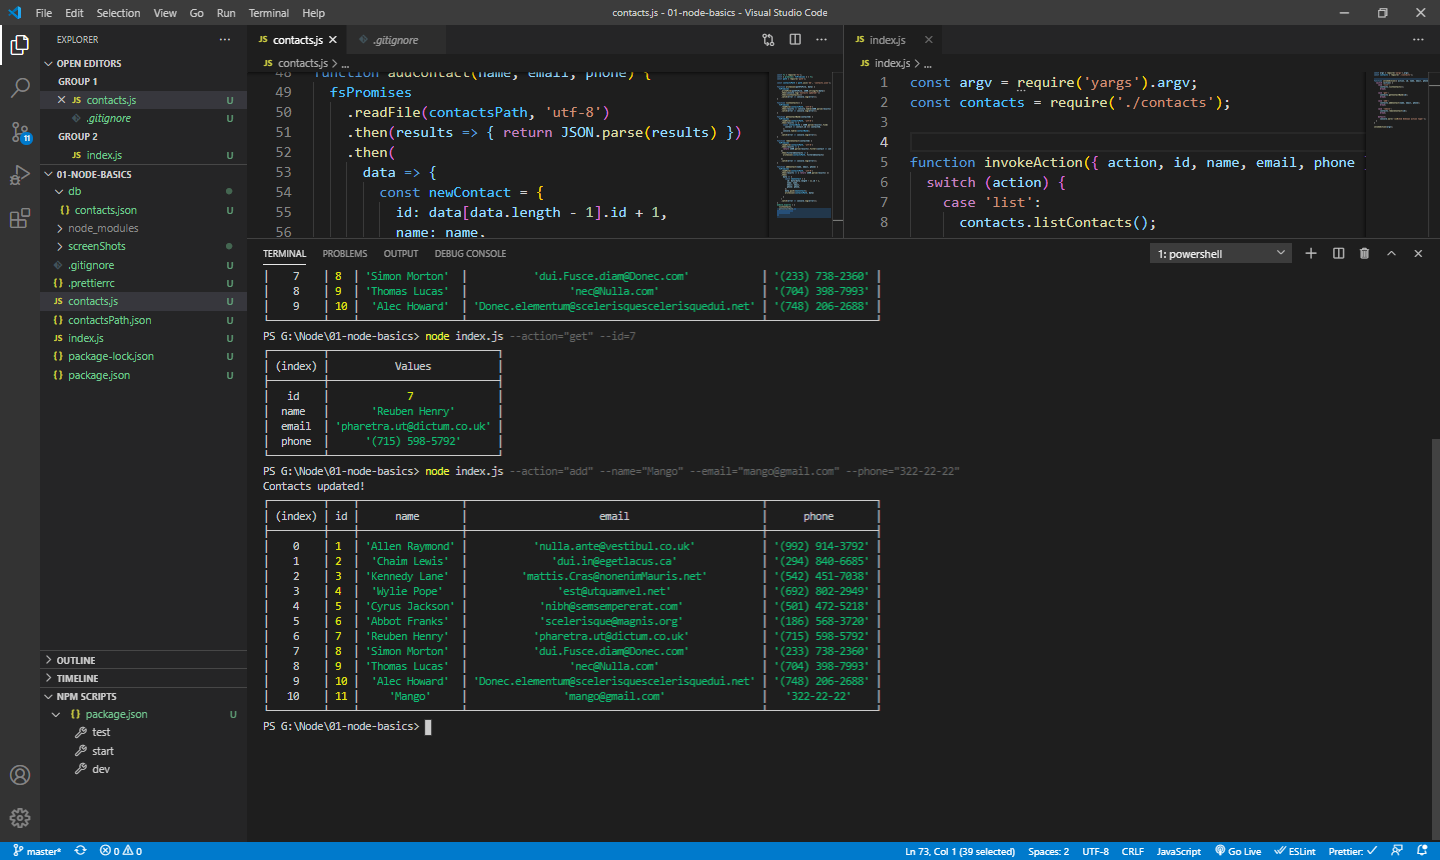 File Edit Selection View Go Run Terminal Help
contacts.js - 01-node-basics - Visual Studio Code
EXPLORER
OPEN EDITORS
GROUP 1
contacts.js U
.gitignore U
GROUP 2
index.js U
01-NODE-BASICS
db
contacts.json U
node_modules
screenShots
.gitignore U
.prettierrc U
contacts.js U
contactsPath.json U
index.js U
package-lock.json U
package.json U
OUTLINE
TIMELINE
NPM SCRIPTS
package.json U
test
start
dev
11
JS contacts.js
.gitignore
JS contacts.js > ...
48 function addContact(name, email, phone) {
49 fsPromises
50 .readFile(contactsPath, 'utf-8')
51 .then(results => { return JSON.parse(results) })
52 .then(
53 data => {
54 const newContact = {
55 id: data[data.length - 1].id + 1,
56 name: name,
JS index.js
JS index.js > ...
1 const argv = require('yargs').argv;
2 const contacts = require('./contacts');
3
4
5 function invokeAction({ action, id, name, email, phone
6 switch (action) {
7 case 'list':
8 contacts.listContacts();
TERMINAL PROBLEMS OUTPUT DEBUG CONSOLE
1: powershell
7 8 'Simon Morton' 'dui.Fusce.diam@Donec.com' '(233) 738-2360'
8 9 'Thomas Lucas' 'nec@Nulla.com' '(704) 398-7993'
9 10 'Alec Howard' 'Donec.elementum@scelerisquescelerisquedui.net' '(748) 206-2688'
PS G:\Node\01-node-basics> node index.js --action="get" --id=7
(index) Values
id 7
name 'Reuben Henry'
email 'pharetra.ut@dictum.co.uk'
phone '(715) 598-5792'
PS G:\Node\01-node-basics> node index.js --action="add" --name="Mango" --email="mango@gmail.com" --phone="322-22-22"
Contacts updated!
(index) id name email phone
0 1 'Allen Raymond' 'nulla.ante@vestibul.co.uk' '(992) 914-3792'
1 2 'Chaim Lewis' 'dui.in@egetlacus.ca' '(294) 840-6685'
2 3 'Kennedy Lane' 'mattis.Cras@nonenimMauris.net' '(542) 451-7038'
3 4 'Wylie Pope' 'est@utquamvel.net' '(692) 802-2949'
4 5 'Cyrus Jackson' 'nibh@semsempererat.com' '(501) 472-5218'
5 6 'Abbot Franks' 'scelerisque@magnis.org' '(186) 568-3720'
6 7 'Reuben Henry' 'pharetra.ut@dictum.co.uk' '(715) 598-5792'
7 8 'Simon Morton' 'dui.Fusce.diam@Donec.com' '(233) 738-2360'
8 9 'Thomas Lucas' 'nec@Nulla.com' '(704) 398-7993'
9 10 'Alec Howard' 'Donec.elementum@scelerisquescelerisquedui.net' '(748) 206-2688'
10 11 'Mango' 'mango@gmail.com' '322-22-22'
PS G:\Node\01-node-basics>
master* 0 0 Ln 73, Col 1 (39 selected) Spaces: 2 UTF-8 CRLF JavaScript Go Live ESLint Prettier: